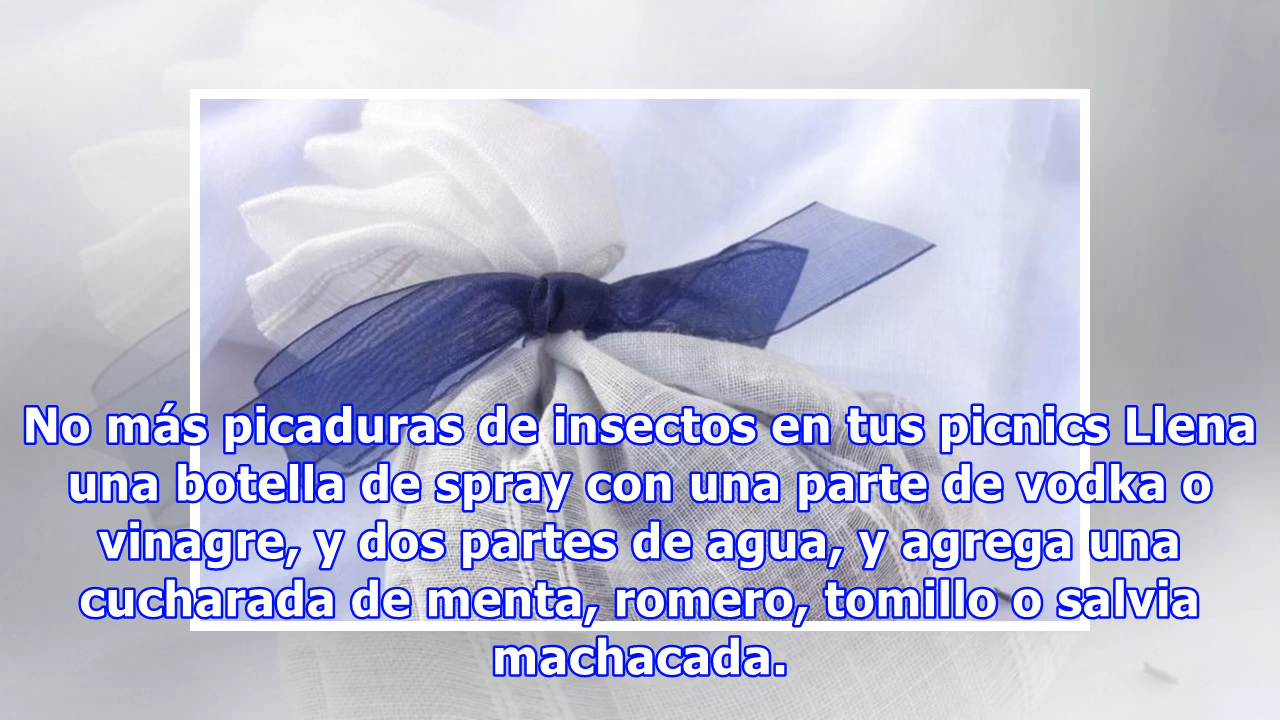 No más picaduras de insectos en tus picnics Llena
una botella de spray con una parte de vodka o
vinagre, y dos partes de agua, y agrega una
cucharada de menta, romero, tomillo o salvia
machacada.